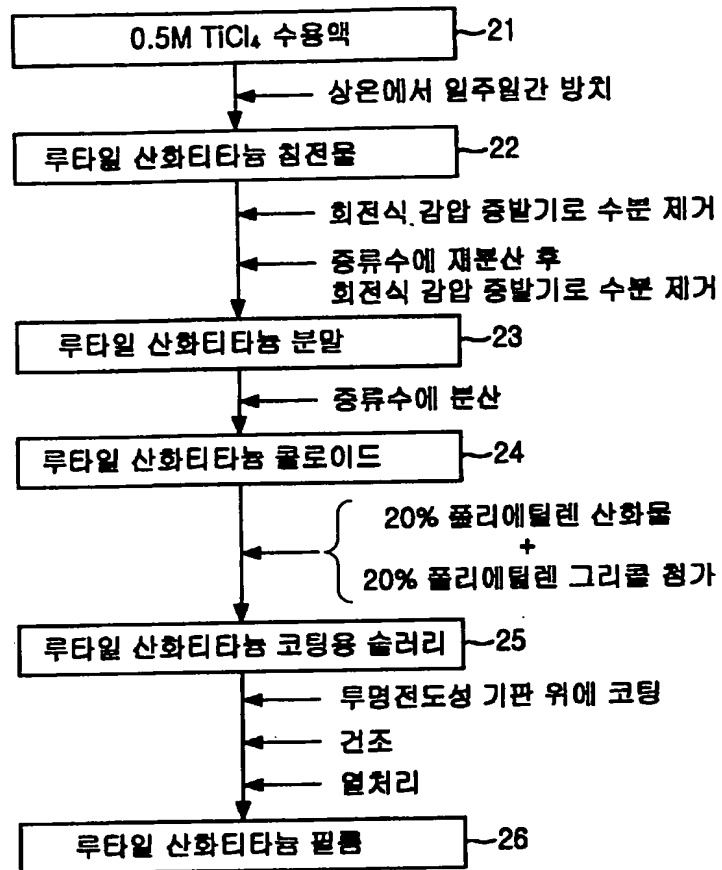 0.5M TiCl₄ 수용액 21
상온에서 일주일간 방치
루타일 산화티타늄 침전물 22
회전식 감압 증발기로 수분 제거
증류수에 재분산 후
회전식 감압 증발기로 수분 제거
루타일 산화티타늄 분말 23
증류수에 분산
루타일 산화티타늄 콜로이드 24
20% 폴리에틸렌 산화물
+
20% 폴리에틸렌 그리콜 첨가
루타일 산화티타늄 코팅용 슬러리 25
투명전도성 기판 위에 코팅
건조
열처리
루타일 산화티타늄 필름 26